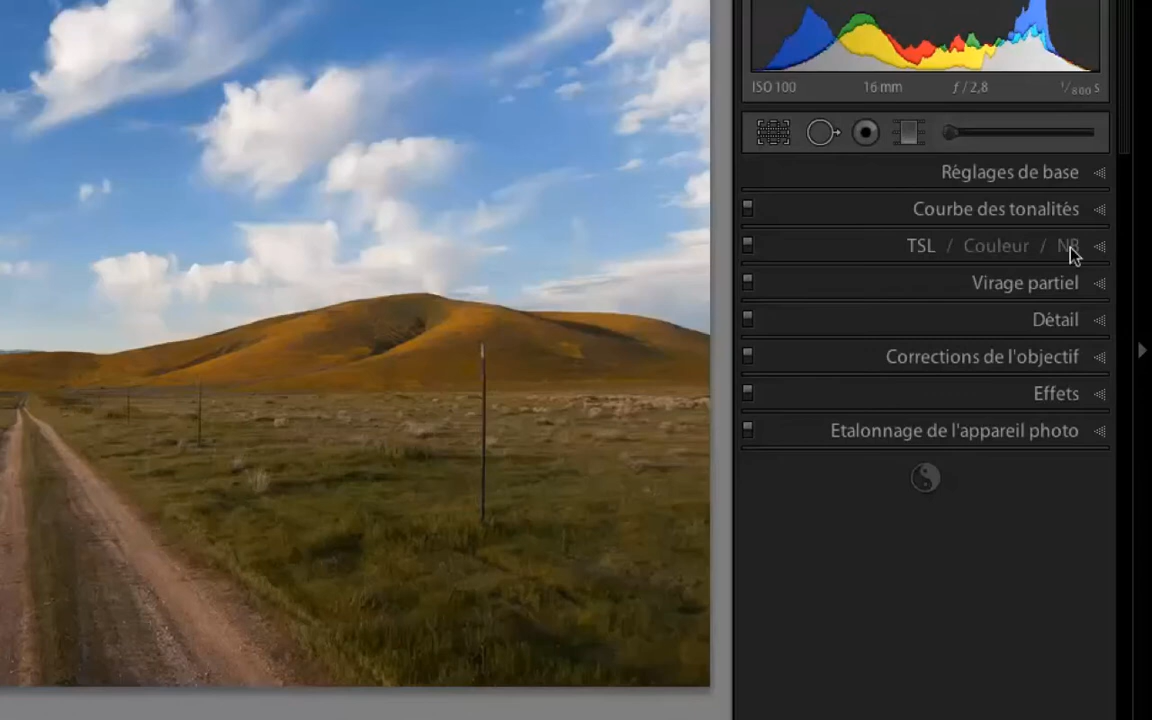 ISO 100 16 mm ƒ / 2,8 1/800 s
Réglages de base
Courbe des tonalités
TSL / Couleur / NB
Virage partiel
Détail
Corrections de l'objectif
Effets
Etalonnage de l'appareil photo